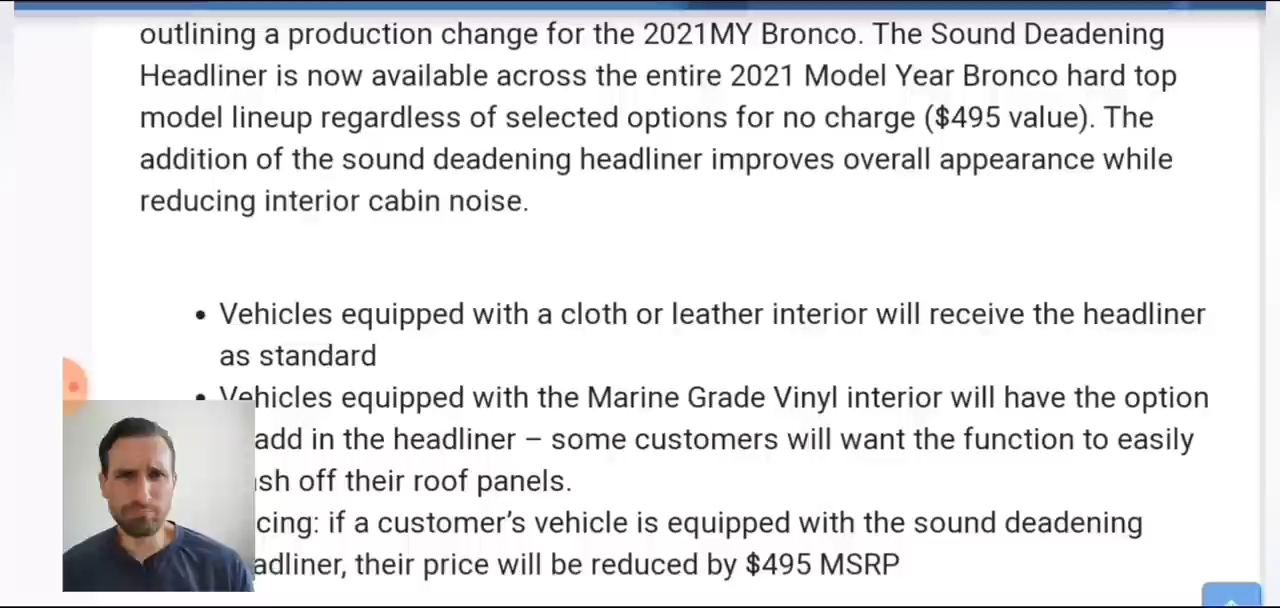 outlining a production change for the 2021MY Bronco. The Sound Deadening
Headliner is now available across the entire 2021 Model Year Bronco hard top
model lineup regardless of selected options for no charge ($495 value). The
addition of the sound deadening headliner improves overall appearance while
reducing interior cabin noise.
• Vehicles equipped with a cloth or leather interior will receive the headliner
as standard
• Vehicles equipped with the Marine Grade Vinyl interior will have the option
add in the headliner – some customers will want the function to easily
sh off their roof panels.
cing: if a customer's vehicle is equipped with the sound deadening
adliner, their price will be reduced by $495 MSRP